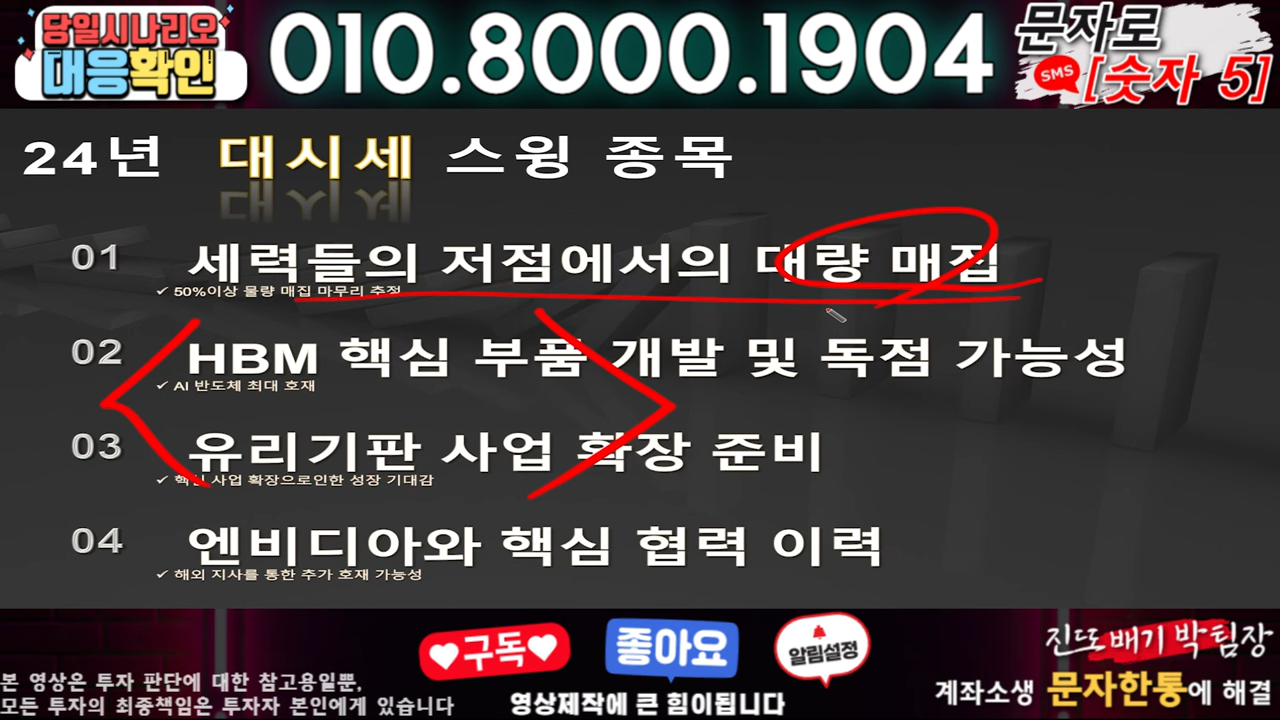 당일시나리오
대응확인
010.8000.1904
문자로
SMS
[숫자 5]
24년 대시세 스윙 종목
01 세력들의 저점에서의 대량 매집
✓ 50%이상 물량 매집 마무리 추정
02 HBM 핵심 부품 개발 및 독점 가능성
✓ AI 반도체 최대 호재
03 유리기판 사업 확장 준비
✓ 핵심 사업 확장으로인한 성장 기대감
04 엔비디아와 핵심 협력 이력
✓ 해외 지사를 통한 추가 호재 가능성
구독
좋아요
알림설정
영상제작에 큰 힘이됩니다
본 영상은 투자 판단에 대한 참고용일뿐,
모든 투자의 최종책임은 투자자 본인에게 있습니다
진또배기 박팀장
계좌소생 문자한통에 해결